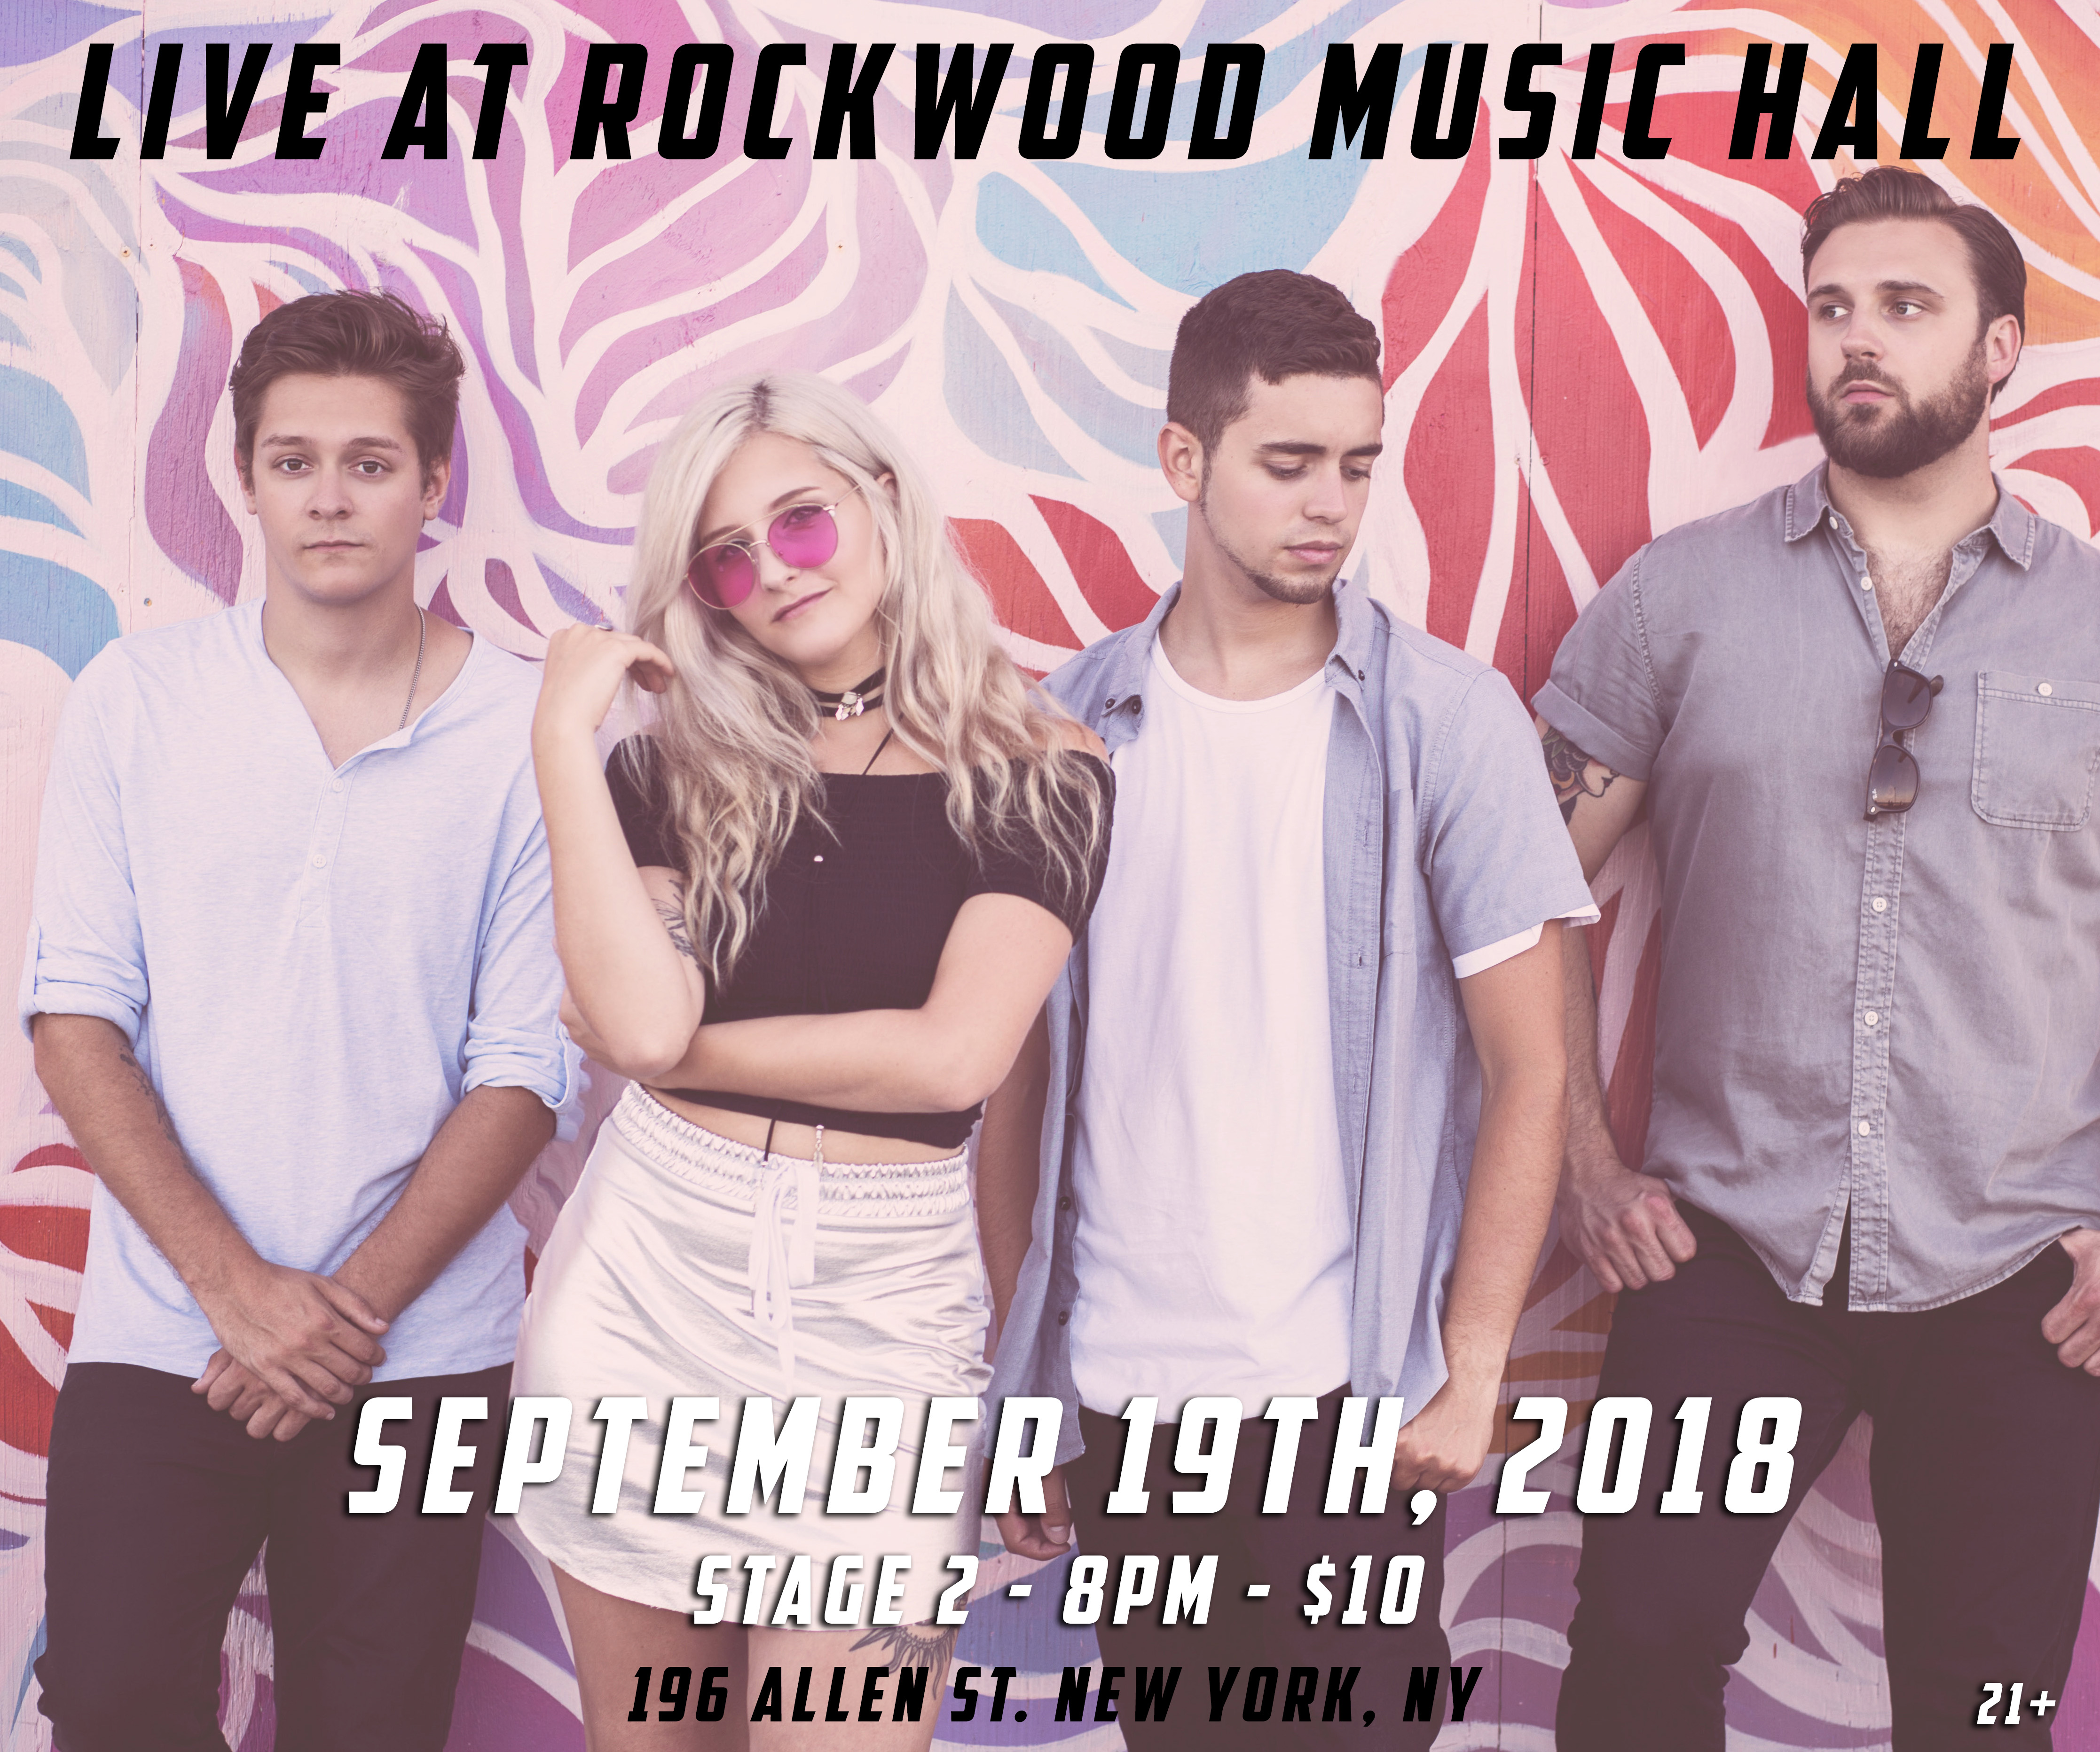 LIVE AT ROCKWOOD MUSIC HALL
SEPTEMBER 19TH, 2018
STAGE 2 - 8PM - $10
196 ALLEN ST. NEW YORK, NY
21+